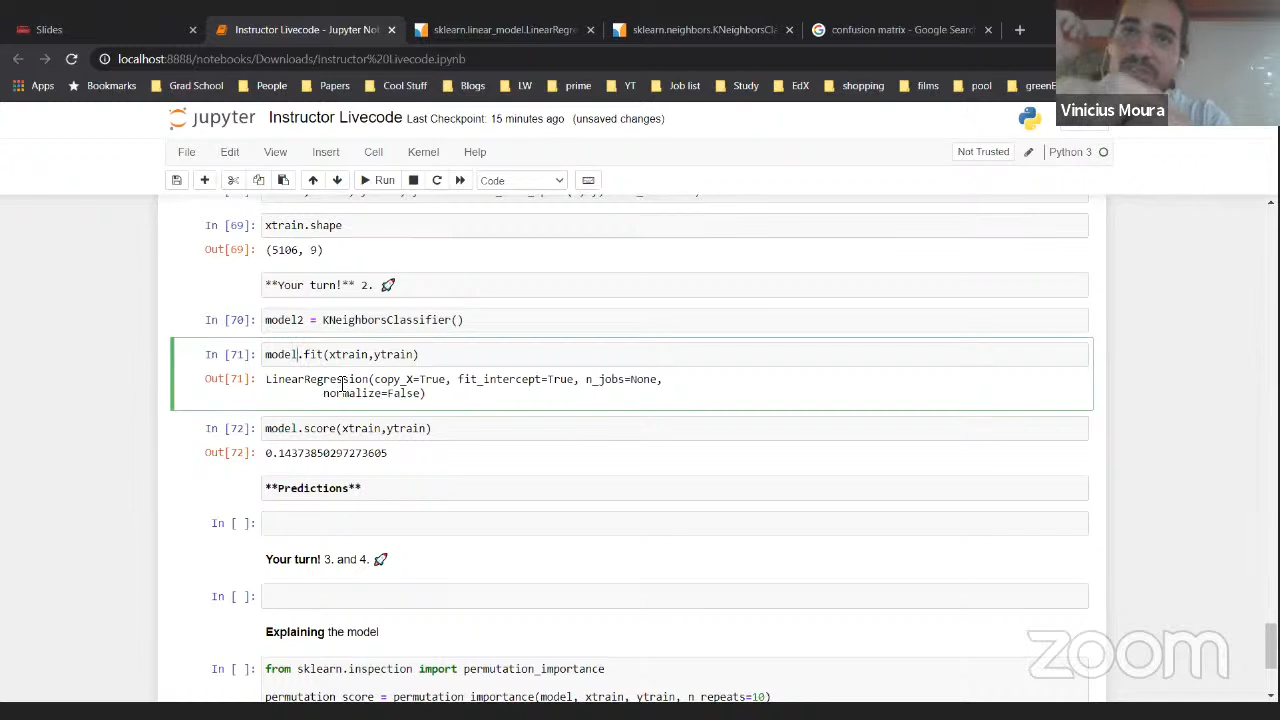 Slides
Instructor Livecode - Jupyter Not
sklearn.linear_model.LinearRegre
sklearn.neighbors.KNeighborsCla
confusion matrix - Google Search
localhost:8888/notebooks/Downloads/Instructor%20Livecode.ipynb
Apps
Bookmarks
Grad School
People
Papers
Cool Stuff
Blogs
LW
prime
YT
Job list
Study
EdX
shopping
films
pool
greenE
Vinicius Moura
jupyter
Instructor Livecode Last Checkpoint: 15 minutes ago (unsaved changes)
File Edit View Insert Cell Kernel Help
Not Trusted
Python 3
Run
Code
In [69]: xtrain.shape
Out[69]: (5106, 9)
**Your turn!** 2. 🚀
In [70]: model2 = KNeighborsClassifier()
In [71]: model.fit(xtrain,ytrain)
Out[71]: LinearRegression(copy_X=True, fit_intercept=True, n_jobs=None,
normalize=False)
In [72]: model.score(xtrain,ytrain)
Out[72]: 0.14373850297273605
**Predictions**
In [ ]:
Your turn! 3. and 4. 🚀
In [ ]:
Explaining the model
In [ ]: from sklearn.inspection import permutation_importance
permutation_score = permutation_importance(model, xtrain, ytrain, n_repeats=10)
zoom